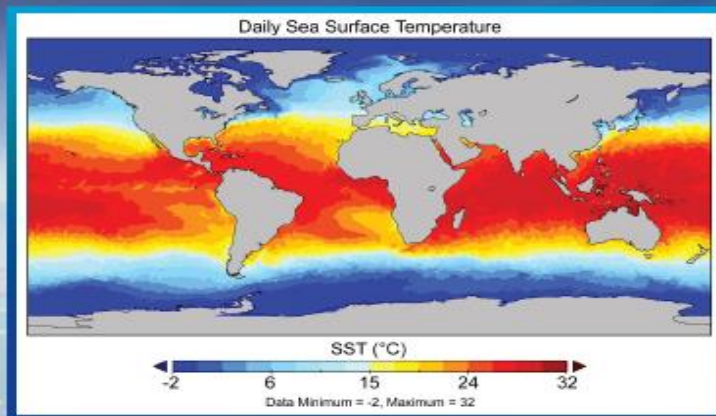 Daily Sea Surface Temperature
SST (°C)
-2 6 15 24 32
Data Minimum = -2, Maximum = 32